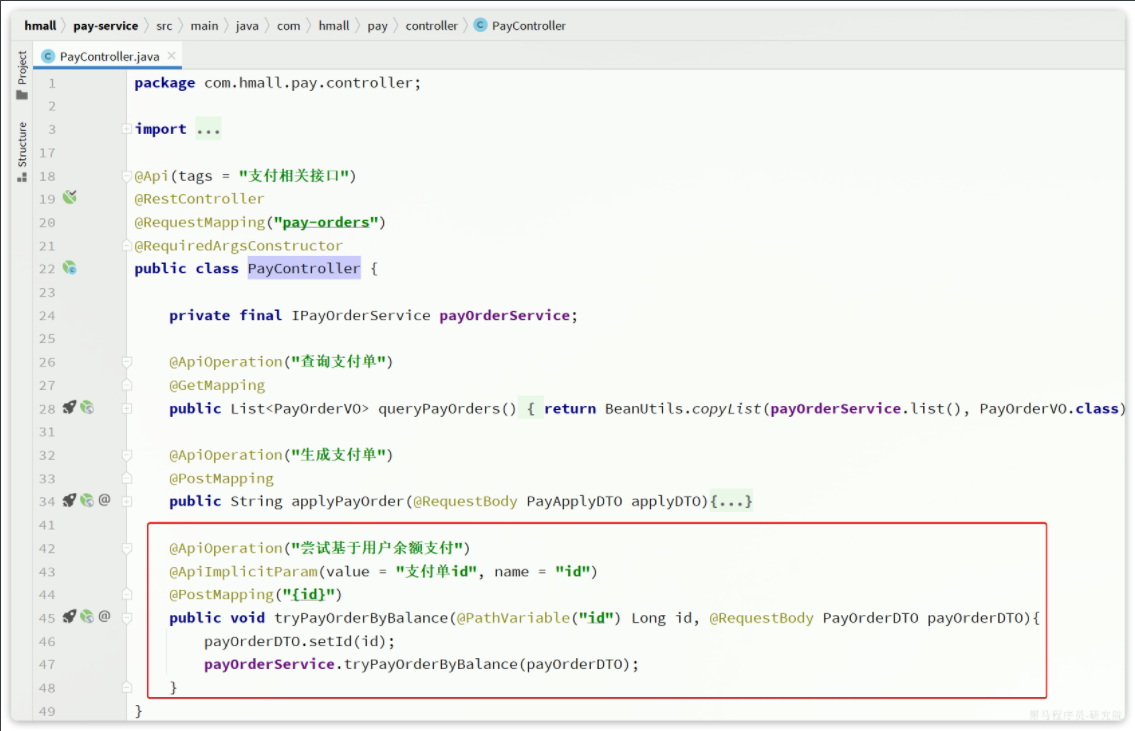 hmall pay-service src main java com hmall pay controller PayController
PayController.java
Project
Structure
1 package com.hmall.pay.controller;
2
3 import ...
17
18 @Api(tags = "支付相关接口")
19 @RestController
20 @RequestMapping("pay-orders")
21 @RequiredArgsConstructor
22 public class PayController {
23
24 private final IPayOrderService payOrderService;
25
26 @ApiOperation("查询支付单")
27 @GetMapping
28 public List<PayOrderVO> queryPayOrders() { return BeanUtils.copyList(payOrderService.list(), PayOrderVO.class)
31
32 @ApiOperation("生成支付单")
33 @PostMapping
34 public String applyPayOrder(@RequestBody PayApplyDTO applyDTO){...}
41
42 @ApiOperation("尝试基于用户余额支付")
43 @ApiImplicitParam(value = "支付单id", name = "id")
44 @PostMapping("{id}")
45 public void tryPayOrderByBalance(@PathVariable("id") Long id, @RequestBody PayOrderDTO payOrderDTO){
46 payOrderDTO.setId(id);
47 payOrderService.tryPayOrderByBalance(payOrderDTO);
48 }
49 }
黑马程序员-研究院